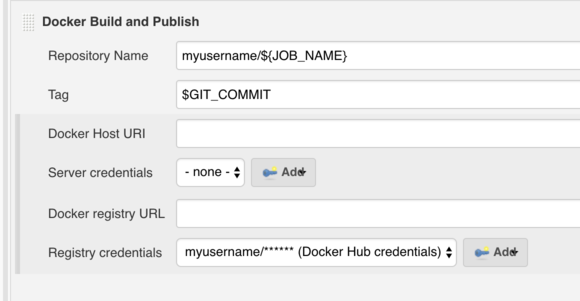 Docker Build and Publish
Repository Name myusername/${JOB_NAME}
Tag $GIT_COMMIT
Docker Host URI
Server credentials - none - Add
Docker registry URL
Registry credentials myusername/****** (Docker Hub credentials) Add